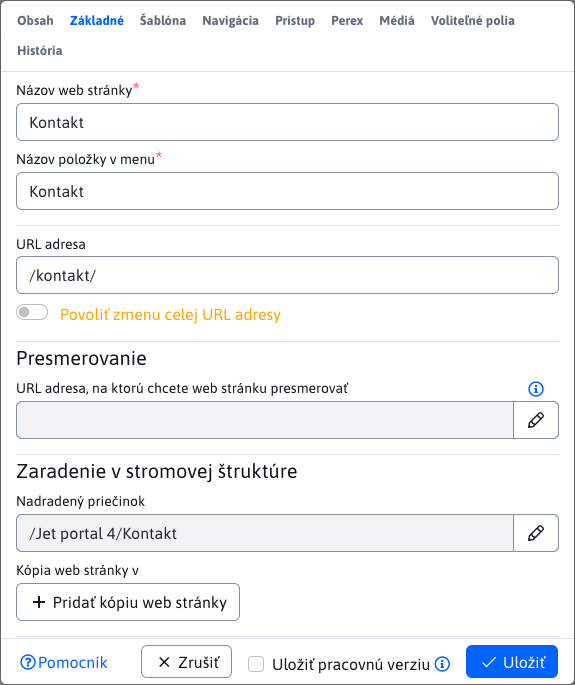 Obsah Základné Šablóna Navigácia Prístup Perex Médiá Voliteľné polia
História
Názov web stránky*
Kontakt
Názov položky v menu*
Kontakt
URL adresa
/kontakt/
Povoliť zmenu celej URL adresy
Presmerovanie
URL adresa, na ktorú chcete web stránku presmerovať
Zaradenie v stromovej štruktúre
Nadradený priečinok
/Jet portal 4/Kontakt
Kópia web stránky v
+ Pridať kópiu web stránky
Pomocník Zrušiť Uložiť pracovnú verziu Uložiť